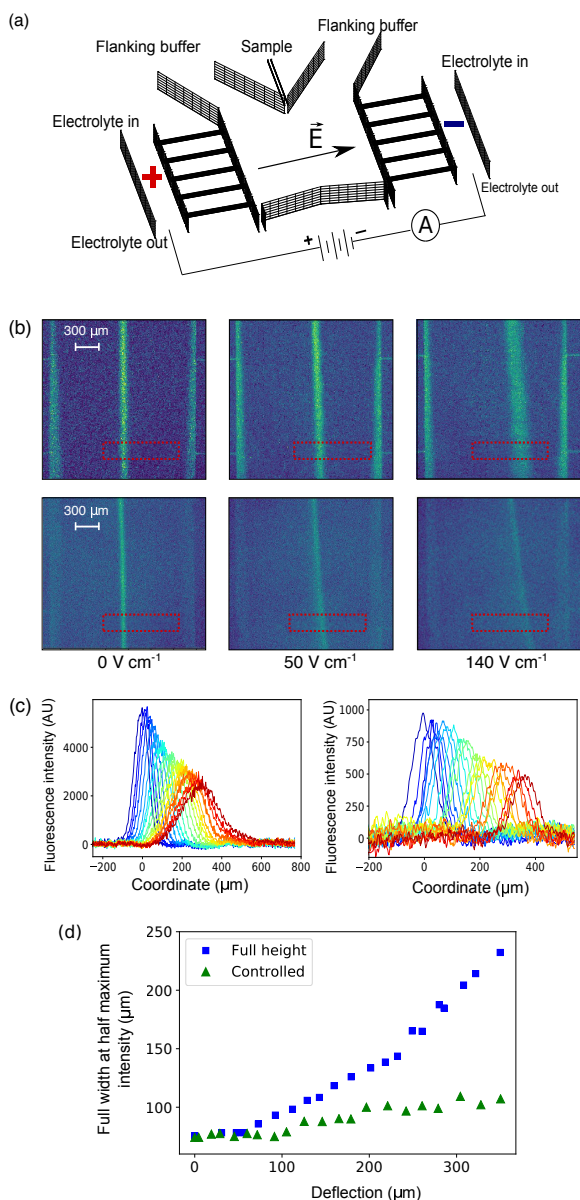 (a)
Flanking buffer
Sample
Flanking buffer
Electrolyte in
Electrolyte in
E
+
−
Electrolyte out
Electrolyte out
+
−
A
(b)
300 µm
300 µm
0 V cm⁻¹
50 V cm⁻¹
140 V cm⁻¹
(c)
Fluorescence intensity (AU)
4000
2000
0
−200
0
200
400
600
800
Coordinate (µm)
Fluorescence intensity (AU)
1000
750
500
250
0
−200
0
200
400
Coordinate (µm)
(d)
Full width at half maximum
intensity (µm)
250
200
150
100
Full height
Controlled
0
100
200
300
Deflection (µm)